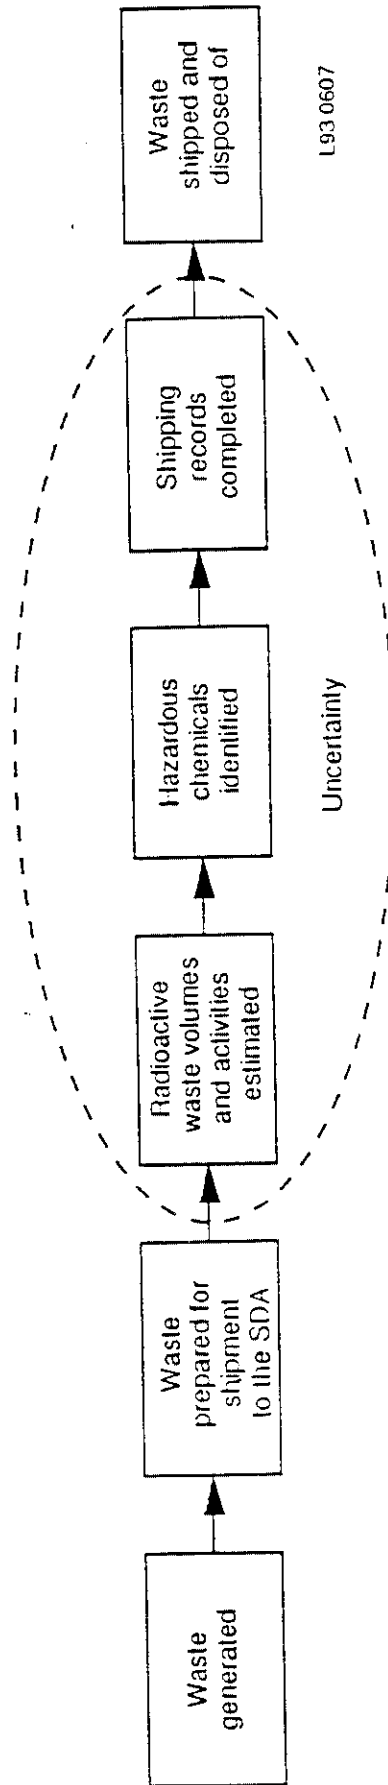 Waste
generated
Waste
prepared for
shipment
to the SDA
Radioactive
waste volumes
and activities
estimated
Hazardous
chemicals
identified
Shipping
records
completed
Waste
shipped and
disposed of
Uncertainty
L93 0607